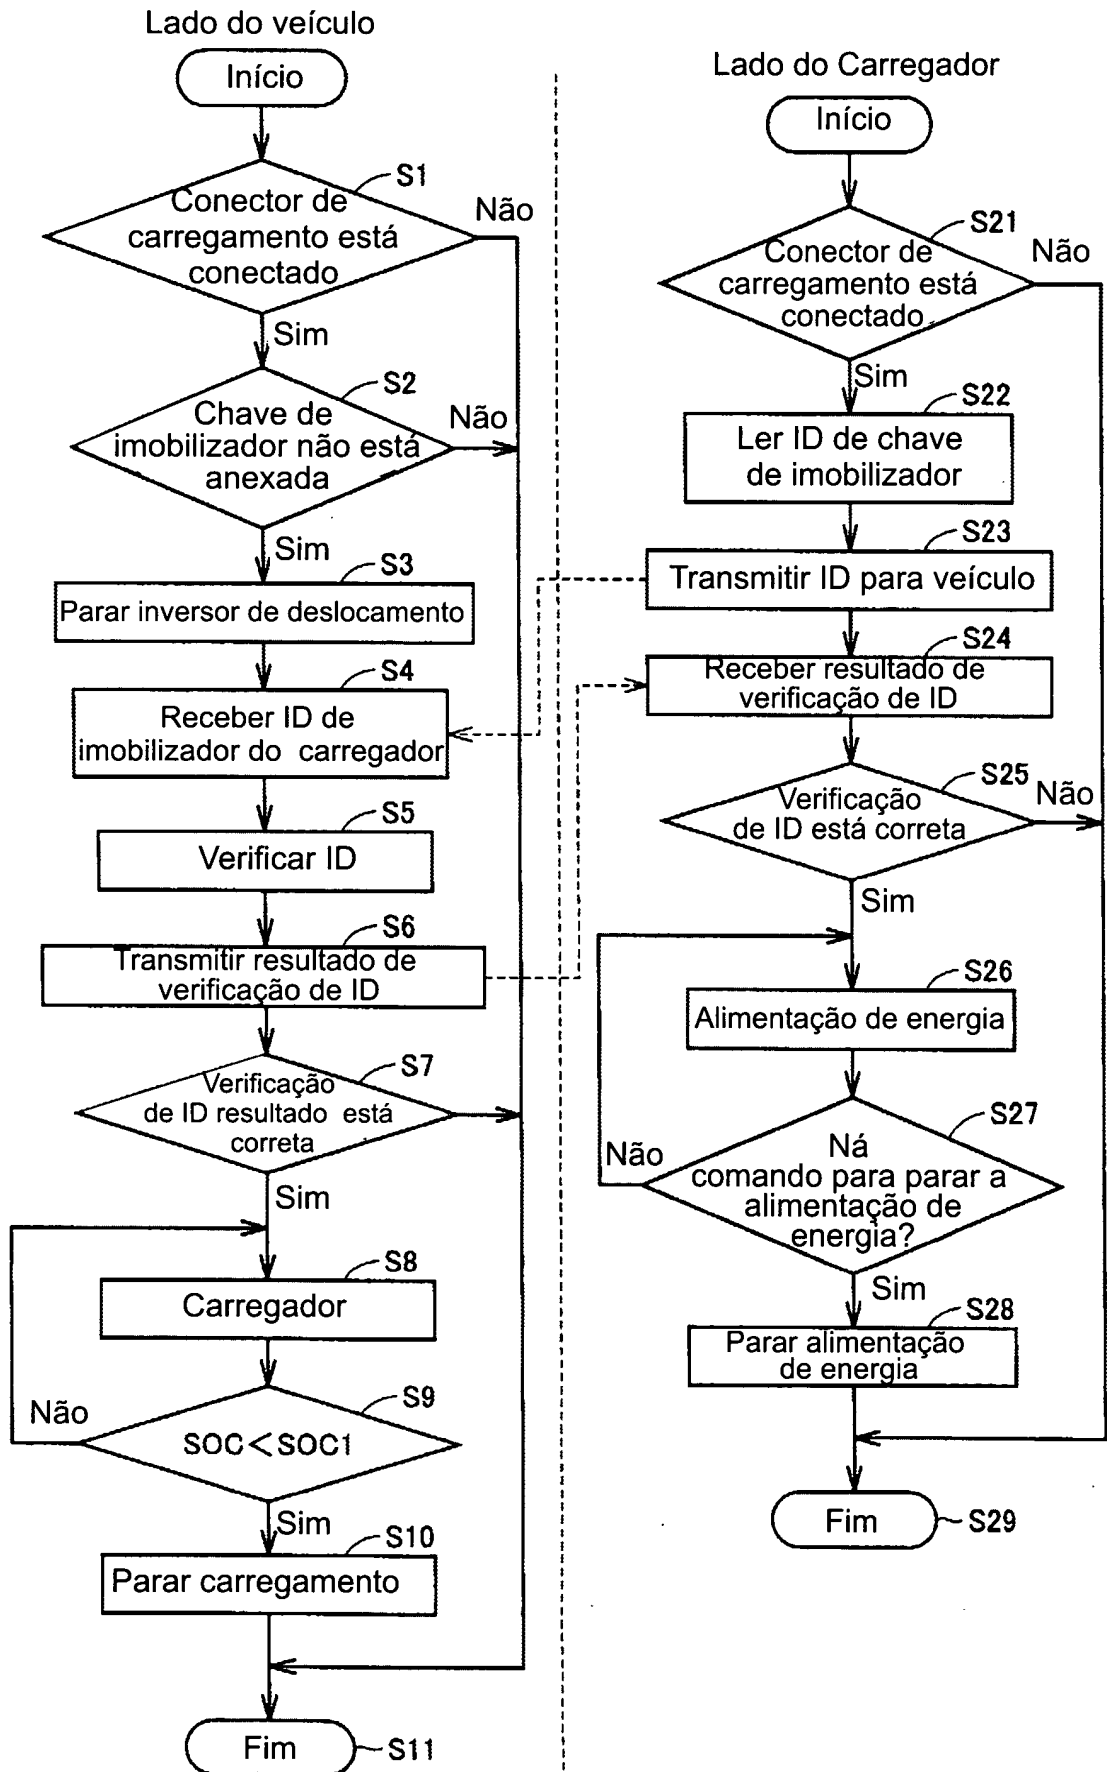 Lado do veículo
Início
S1
Conector de
carregamento está
conectado
Não
Sim
S2
Chave de
imobilizador não está
anexada
Não
Sim
S3
Parar inversor de deslocamento
S4
Receber ID de
imobilizador do carregador
S5
Verificar ID
S6
Transmitir resultado de
verificação de ID
S7
Verificação
de ID resultado está
correta
Sim
S8
Carregador
S9
SOC<SOC1
Não
Sim
S10
Parar carregamento
Fim
S11
Lado do Carregador
Início
S21
Conector de
carregamento está
conectado
Não
Sim
S22
Ler ID de chave
de imobilizador
S23
Transmitir ID para veículo
S24
Receber resultado de
verificação de ID
S25
Verificação
de ID está correta
Não
Sim
S26
Alimentação de energia
S27
Ná
comando para parar a
alimentação de
energia?
Não
Sim
S28
Parar alimentação
de energia
Fim
S29